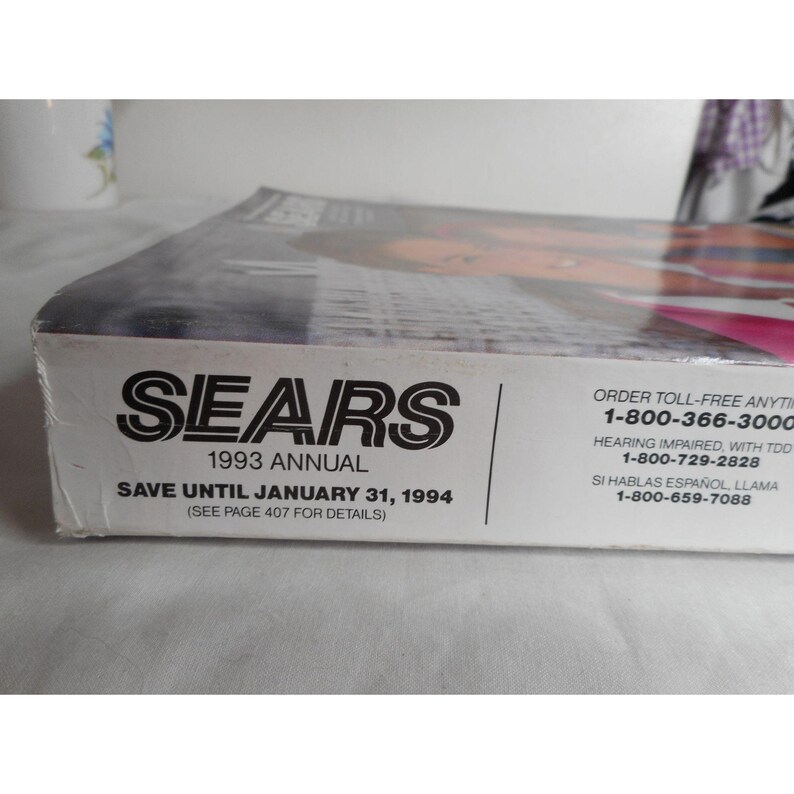 SEARS
1993 ANNUAL
SAVE UNTIL JANUARY 31, 1994
(SEE PAGE 407 FOR DETAILS)
ORDER TOLL-FREE
1-800-366-3000
HEARING IMPAIRED, WITH TDD
1-800-729-2828
SI HABLAS ESPAÑOL, LLAMA
1-800-659-7088